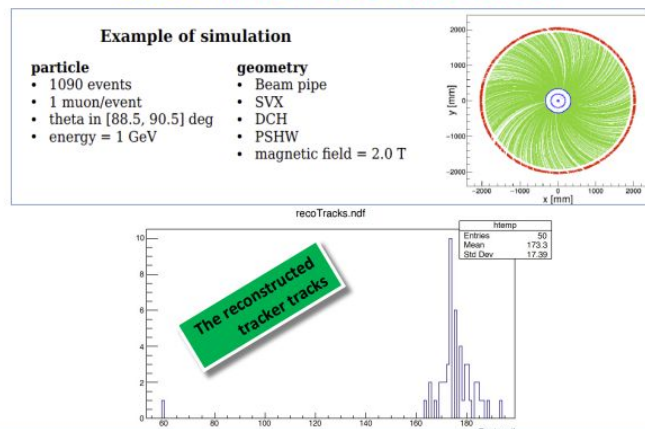 Example of simulation
particle
• 1090 events
• 1 muon/event
• theta in [88.5, 90.5] deg
• energy = 1 GeV
geometry
• Beam pipe
• SVX
• DCH
• PSHW
• magnetic field = 2.0 T
y [mm]
2000
1000
0
−1000
−2000
−2000 −1000 0 1000 2000
x [mm]
recoTracks.ndf
htemp
Entries 50
Mean 173.3
Std Dev 17.39
The reconstructed
tracker tracks
10
8
6
4
2
0
60 80 100 120 140 160 180